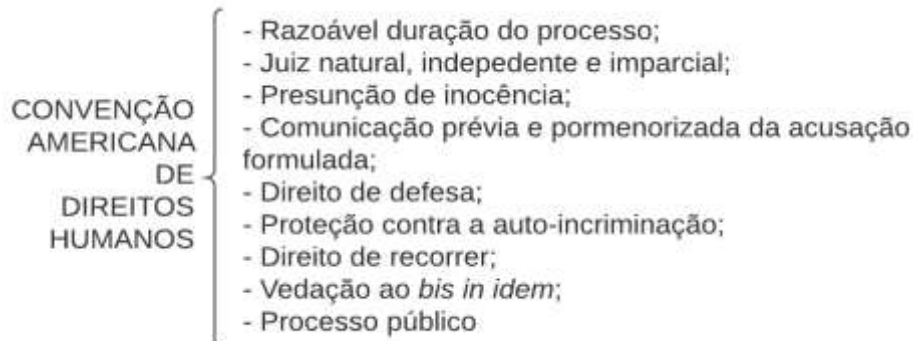 CONVENÇÃO
AMERICANA
DE
DIREITOS
HUMANOS
- Razoável duração do processo;
- Juiz natural, indepedente e imparcial;
- Presunção de inocência;
- Comunicação prévia e pormenorizada da acusação
formulada;
- Direito de defesa;
- Proteção contra a auto-incriminação;
- Direito de recorrer;
- Vedação ao bis in idem;
- Processo público